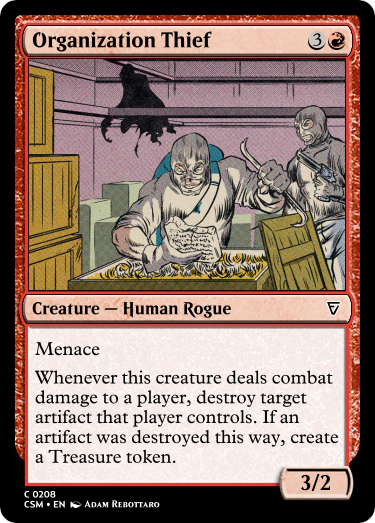 Organization Thief 3
Creature — Human Rogue
Menace
Whenever this creature deals combat
damage to a player, destroy target
artifact that player controls. If an
artifact was destroyed this way, create
a Treasure token.
3/2
C 0208
CSM • EN Adam Rebottaro